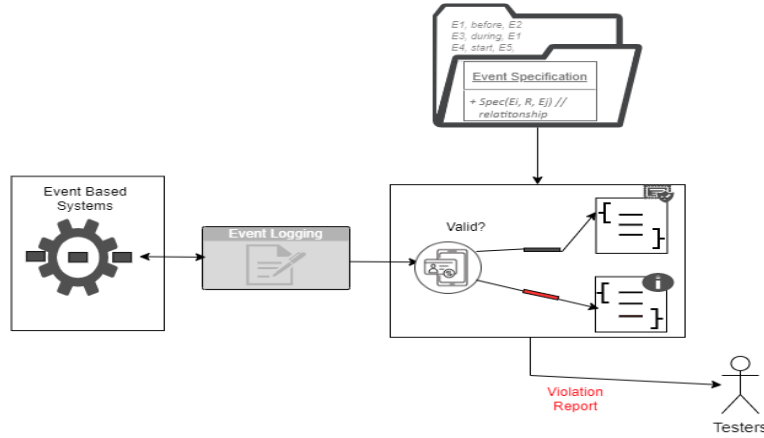 E1, before, E2
E3, during, E1
E4, start, E5,
Event Specification
+ Spec(Ei, R, Ej) //
relatitonship
Event Based
Systems
Event Logging
Valid?
i
Violation
Report
Testers